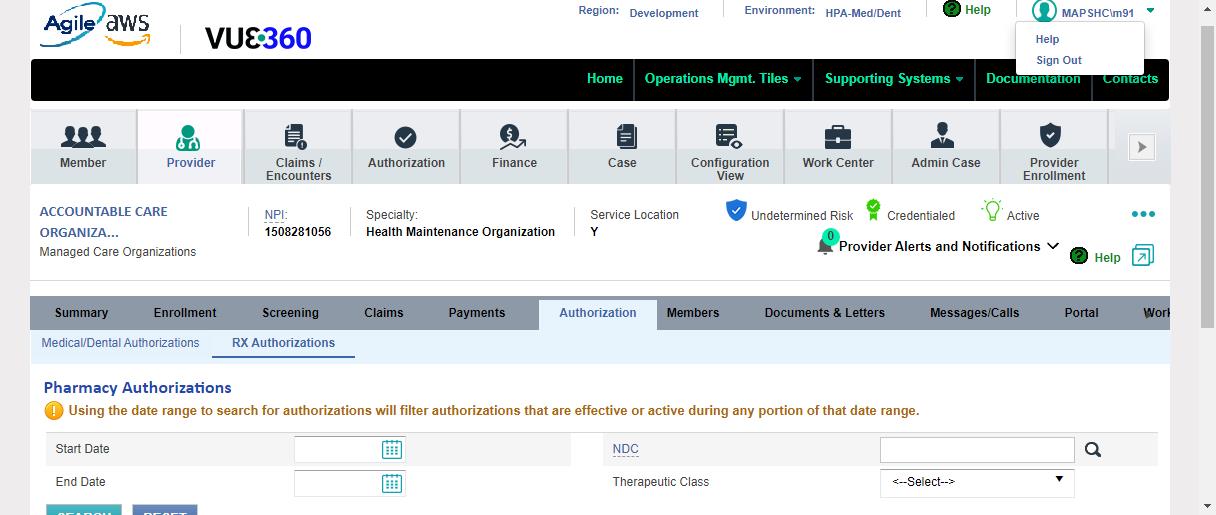 Agile aws
VUE360
Region: Development
Environment: HPA-Med/Dent
Help
MAPSHC\m91
Help
Sign Out
Home
Operations Mgmt. Tiles
Supporting Systems
Documentation
Contacts
Member
Provider
Claims /
Encounters
Authorization
Finance
Case
Configuration
View
Work Center
Admin Case
Provider
Enrollment
ACCOUNTABLE CARE
ORGANIZA...
Managed Care Organizations
NPI:
1508281056
Specialty:
Health Maintenance Organization
Service Location
Y
Undetermined Risk
Credentialed
Active
0
Provider Alerts and Notifications
Help
Summary
Enrollment
Screening
Claims
Payments
Authorization
Members
Documents & Letters
Messages/Calls
Portal
Medical/Dental Authorizations
RX Authorizations
Pharmacy Authorizations
Using the date range to search for authorizations will filter authorizations that are effective or active during any portion of that date range.
Start Date
NDC
End Date
Therapeutic Class
<--Select-->
SEARCH
RESET